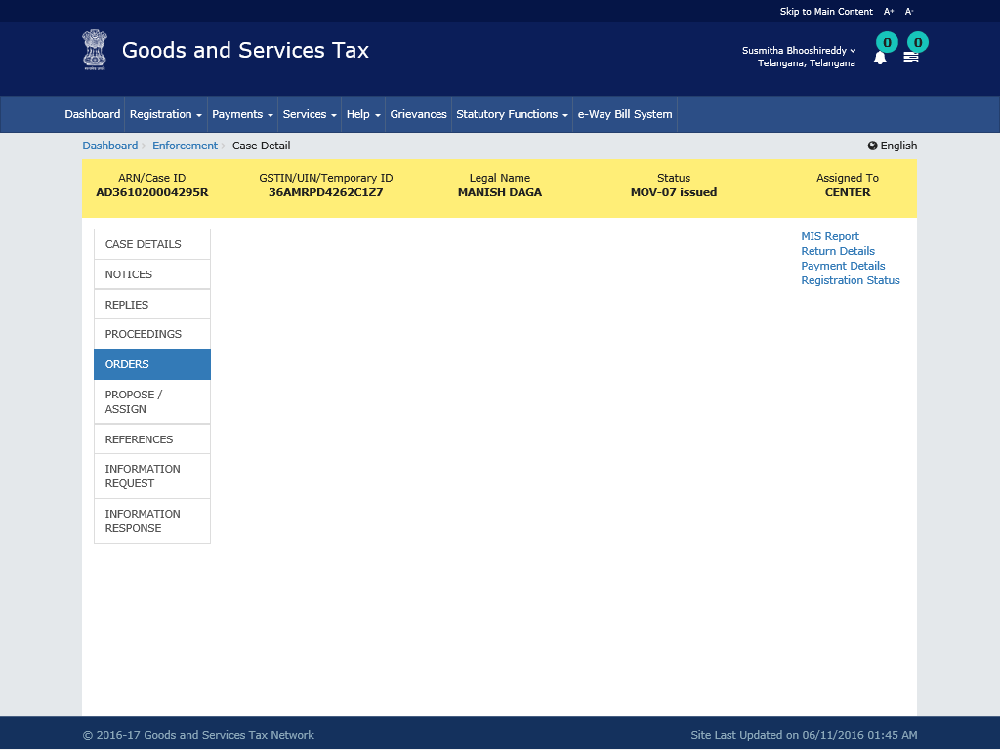 Skip to Main Content A+ A-
Goods and Services Tax
Susmitha Bhooshireddy
Telangana, Telangana
0 0
Dashboard Registration Payments Services Help Grievances Statutory Functions e-Way Bill System
Dashboard Enforcement Case Detail
English
ARN/Case ID GSTIN/UIN/Temporary ID Legal Name Status Assigned To
AD361020004295R 36AMRPD4262C1Z7 MANISH DAGA MOV-07 issued CENTER
CASE DETAILS
NOTICES
REPLIES
PROCEEDINGS
ORDERS
PROPOSE /
ASSIGN
REFERENCES
INFORMATION
REQUEST
INFORMATION
RESPONSE
MIS Report
Return Details
Payment Details
Registration Status
© 2016-17 Goods and Services Tax Network
Site Last Updated on 06/11/2016 01:45 AM